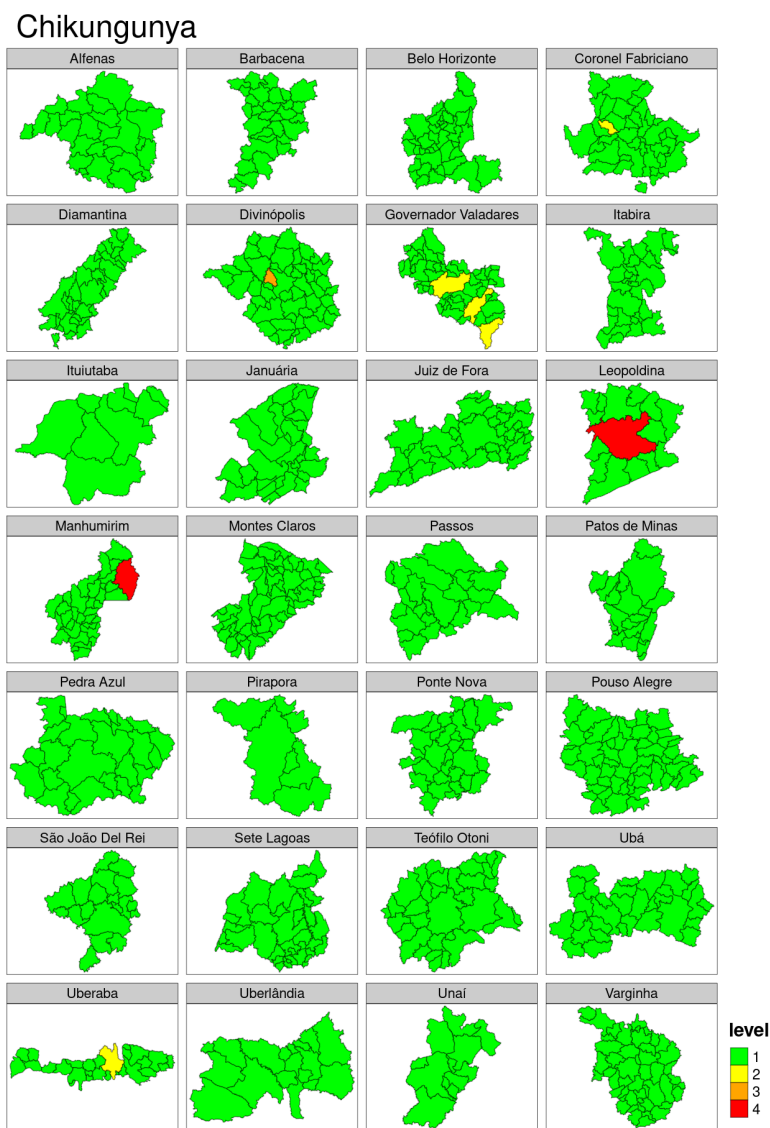 Chikungunya
Alfenas
Barbacena
Belo Horizonte
Coronel Fabriciano
Diamantina
Divinópolis
Governador Valadares
Itabira
Ituiutaba
Januária
Juiz de Fora
Leopoldina
Manhumirim
Montes Claros
Passos
Patos de Minas
Pedra Azul
Pirapora
Ponte Nova
Pouso Alegre
São João Del Rei
Sete Lagoas
Teófilo Otoni
Ubá
Uberaba
Uberlândia
Unaí
Varginha
level
1
2
3
4